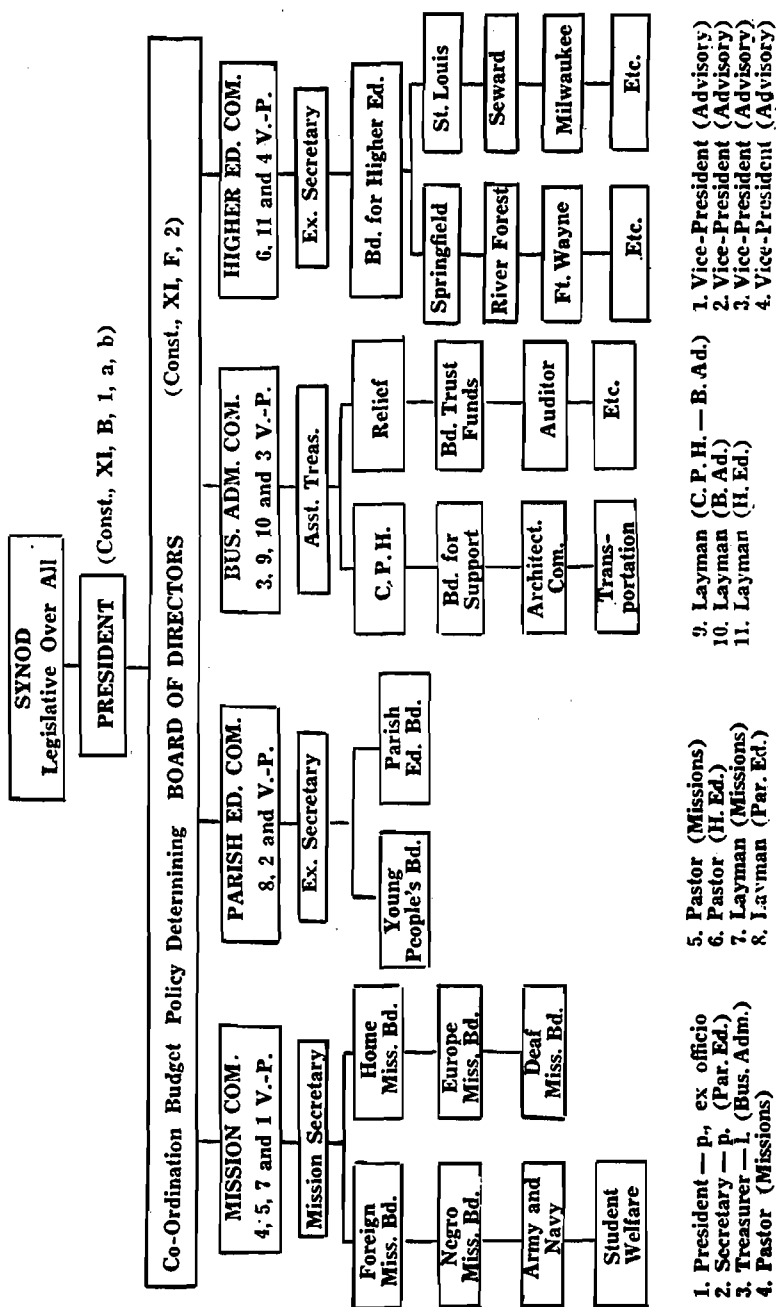 SYNOD
Legislative Over All
PRESIDENT
(Const., XI, B, 1, a, b)
Co-Ordination Budget Policy Determining BOARD OF DIRECTORS (Const., XI, F, 2)
MISSION COM.
4, 5, 7 and 1 V.-P.
Mission Secretary
Foreign
Miss. Bd.
Negro
Miss. Bd.
Army and
Navy
Student
Welfare
Home
Miss. Bd.
Europe
Miss. Bd.
Deaf
Miss. Bd.
PARISH ED. COM.
8, 2 and V.-P.
Ex. Secretary
Young
People's Bd.
Parish
Ed. Bd.
BUS. ADM. COM.
3, 9, 10 and 3 V.-P.
Asst. Treas.
C. P. H.
Bd. for
Support
Architect.
Com.
Trans-
portation
Relief
Bd. Trust
Funds
Auditor
Etc.
HIGHER ED. COM.
6, 11 and 4 V.-P.
Ex. Secretary
Bd. for Higher Ed.
Springfield
River Forest
Ft. Wayne
Etc.
St. Louis
Seward
Milwaukee
Etc.
1. President — p., ex officio
2. Secretary — p. (Par. Ed.)
3. Treasurer — l. (Bus. Adm.)
4. Pastor (Missions)
5. Pastor (Missions)
6. Pastor (H. Ed.)
7. Layman (Missions)
8. Layman (Par. Ed.)
9. Layman (C. P. H. — B. Ad.)
10. Layman (B. Ad.)
11. Layman (H. Ed.)
1. Vice-President (Advisory)
2. Vice-President (Advisory)
3. Vice-President (Advisory)
4. Vice-President (Advisory)